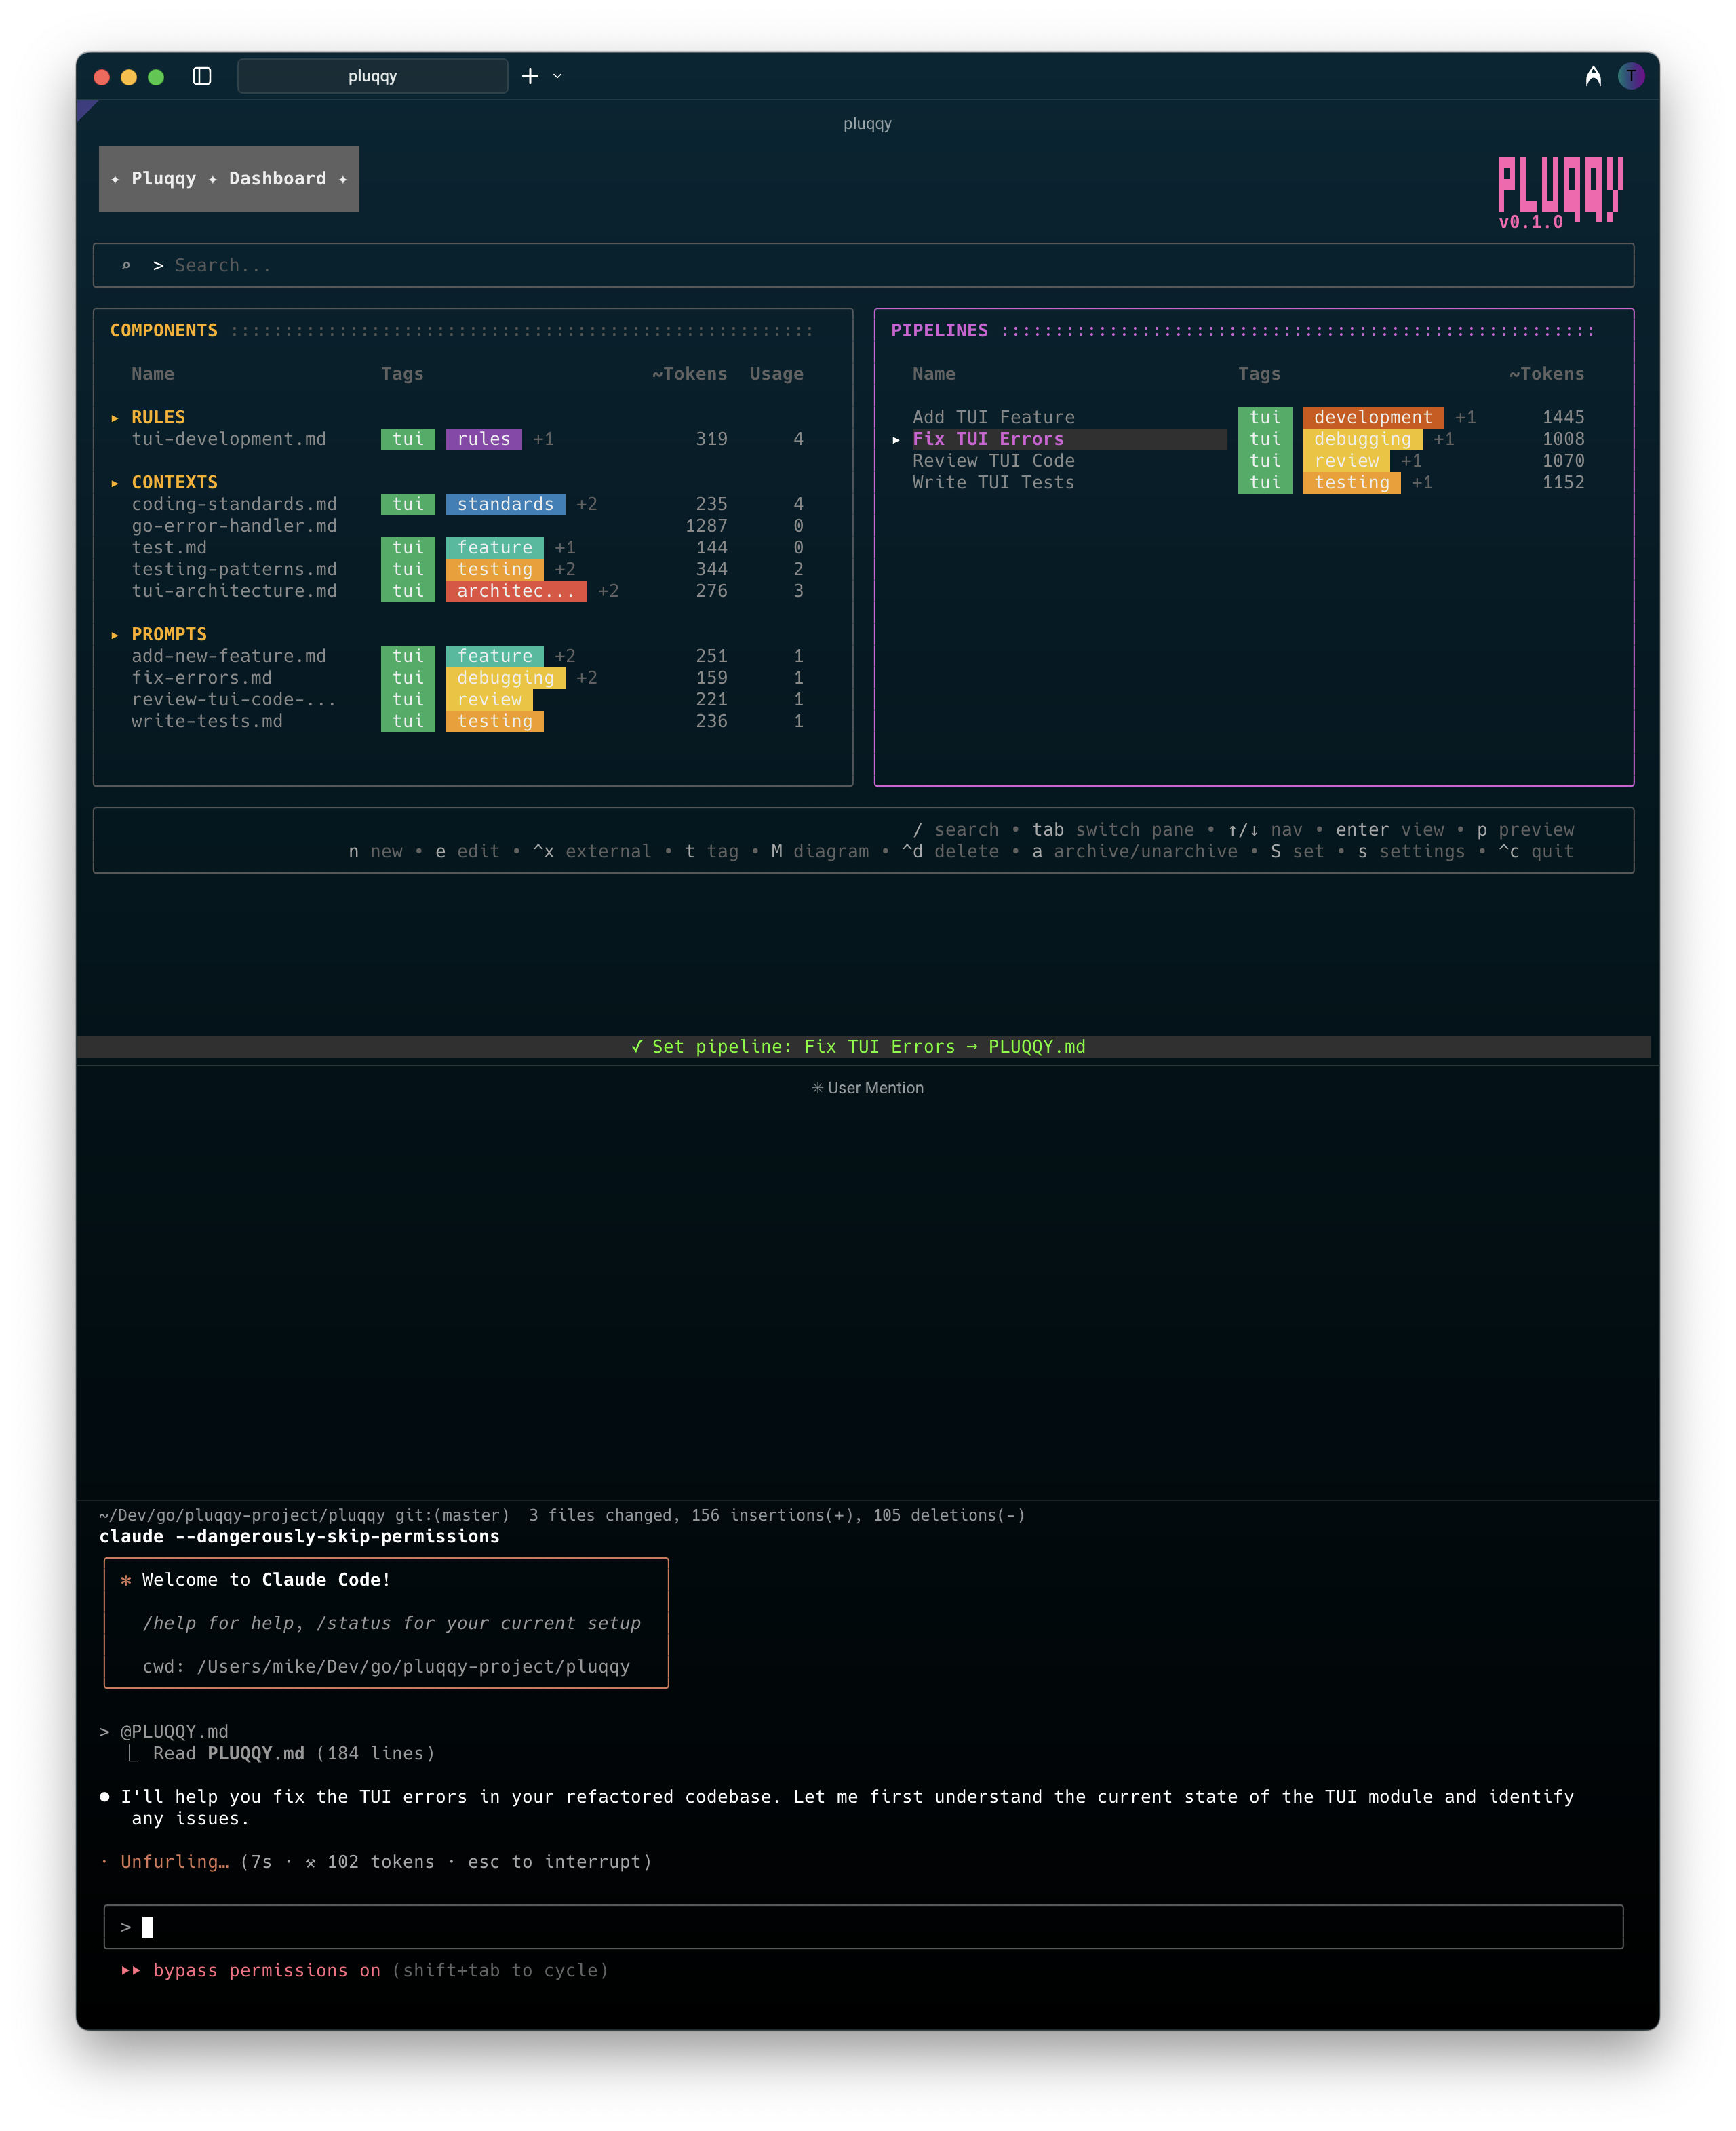 pluqqy
T
pluqqy
✦ Pluqqy ✦ Dashboard ✦
PLUQQY
v0.1.0
⌕ > Search...
COMPONENTS ::::::::::::::::::::::::::::::::::::::::::::::::::::::
Name Tags ~Tokens Usage
▸ RULES
tui-development.md tui rules +1 319 4
▸ CONTEXTS
coding-standards.md tui standards +2 235 4
go-error-handler.md 1287 0
test.md tui feature +1 144 0
testing-patterns.md tui testing +2 344 2
tui-architecture.md tui architec... +2 276 3
▸ PROMPTS
add-new-feature.md tui feature +2 251 1
fix-errors.md tui debugging +2 159 1
review-tui-code-... tui review 221 1
write-tests.md tui testing 236 1
PIPELINES :::::::::::::::::::::::::::::::::::::::::::::::::::::::
Name Tags ~Tokens
Add TUI Feature tui development +1 1445
▸ Fix TUI Errors tui debugging +1 1008
Review TUI Code tui review +1 1070
Write TUI Tests tui testing +1 1152
/ search • tab switch pane • ↑/↓ nav • enter view • p preview
n new • e edit • ^x external • t tag • M diagram • ^d delete • a archive/unarchive • S set • s settings • ^c quit
✓ Set pipeline: Fix TUI Errors → PLUQQY.md
✳ User Mention
~/Dev/go/pluqqy-project/pluqqy git:(master) 3 files changed, 156 insertions(+), 105 deletions(-)
claude --dangerously-skip-permissions
✻ Welcome to Claude Code!
/help for help, /status for your current setup
cwd: /Users/mike/Dev/go/pluqqy-project/pluqqy
> @PLUQQY.md
⎿ Read PLUQQY.md (184 lines)
● I'll help you fix the TUI errors in your refactored codebase. Let me first understand the current state of the TUI module and identify
any issues.
· Unfurling… (7s · ⚒ 102 tokens · esc to interrupt)
>
▸▸ bypass permissions on (shift+tab to cycle)